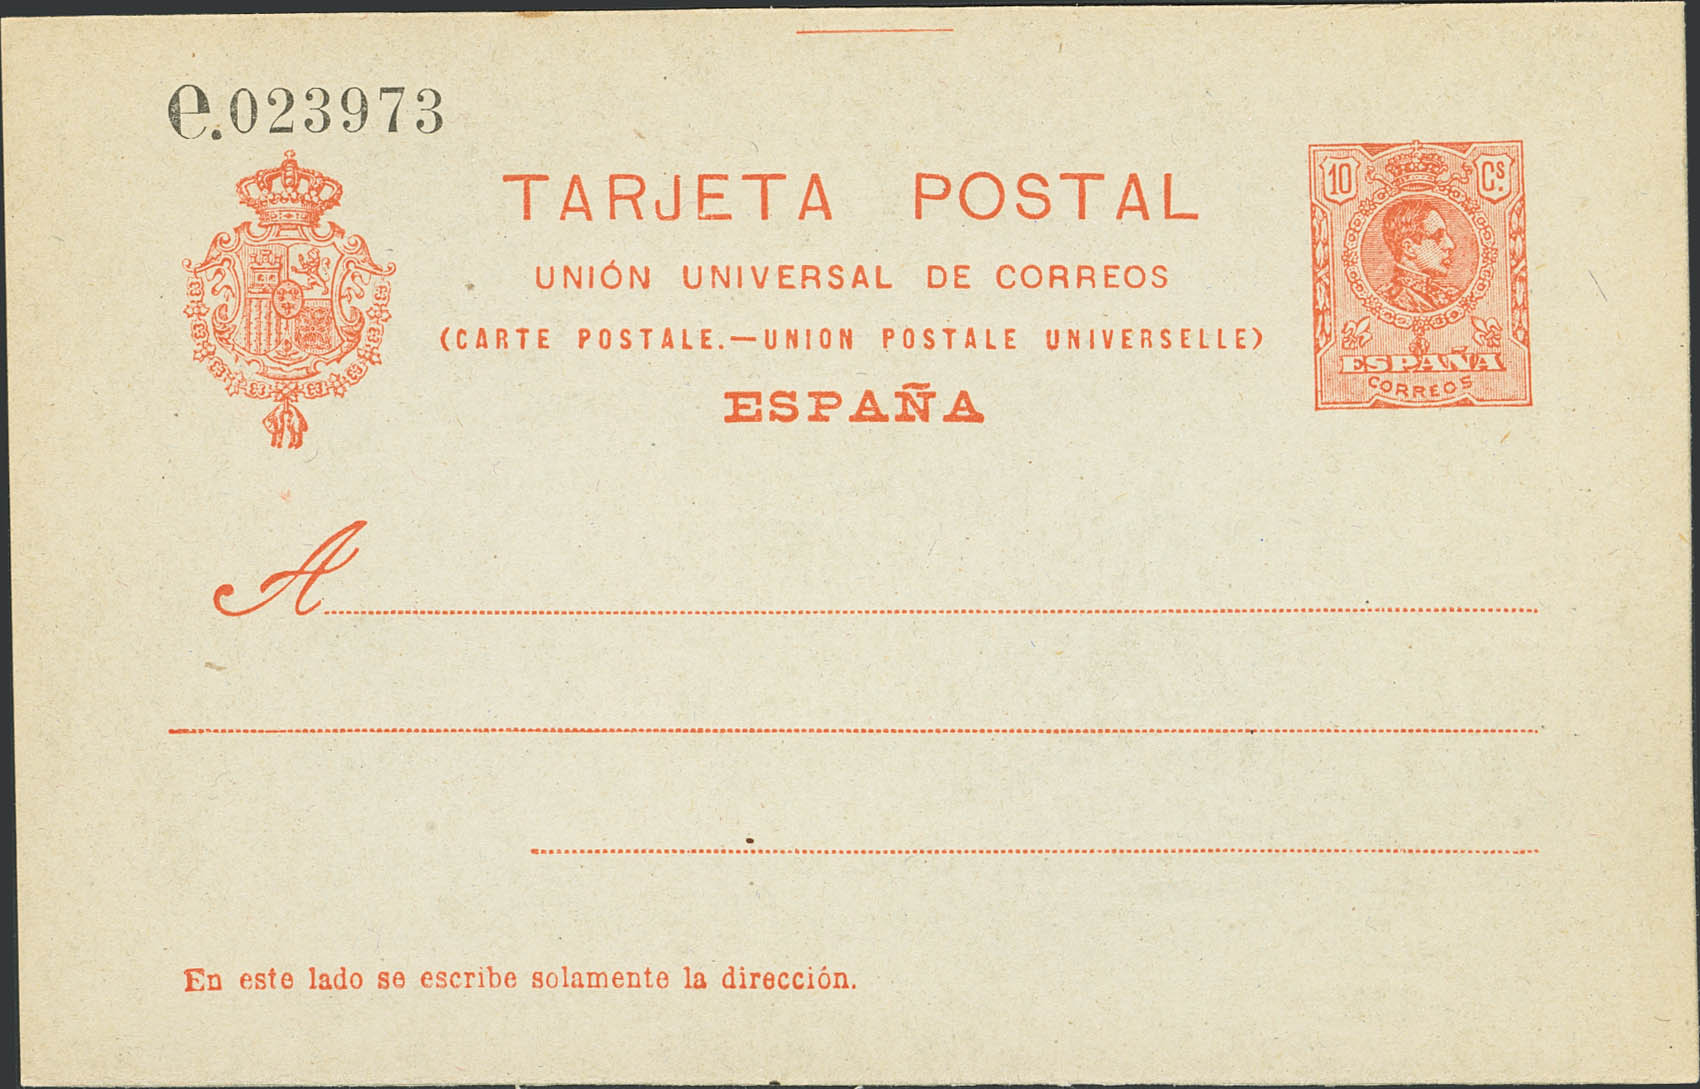 e.023973
TARJETA POSTAL
UNIÓN UNIVERSAL DE CORREOS
(CARTE POSTALE.—UNION POSTALE UNIVERSELLE)
ESPAÑA
10 Cs.
ESPAÑA
CORREOS
A
En este lado se escribe solamente la dirección.